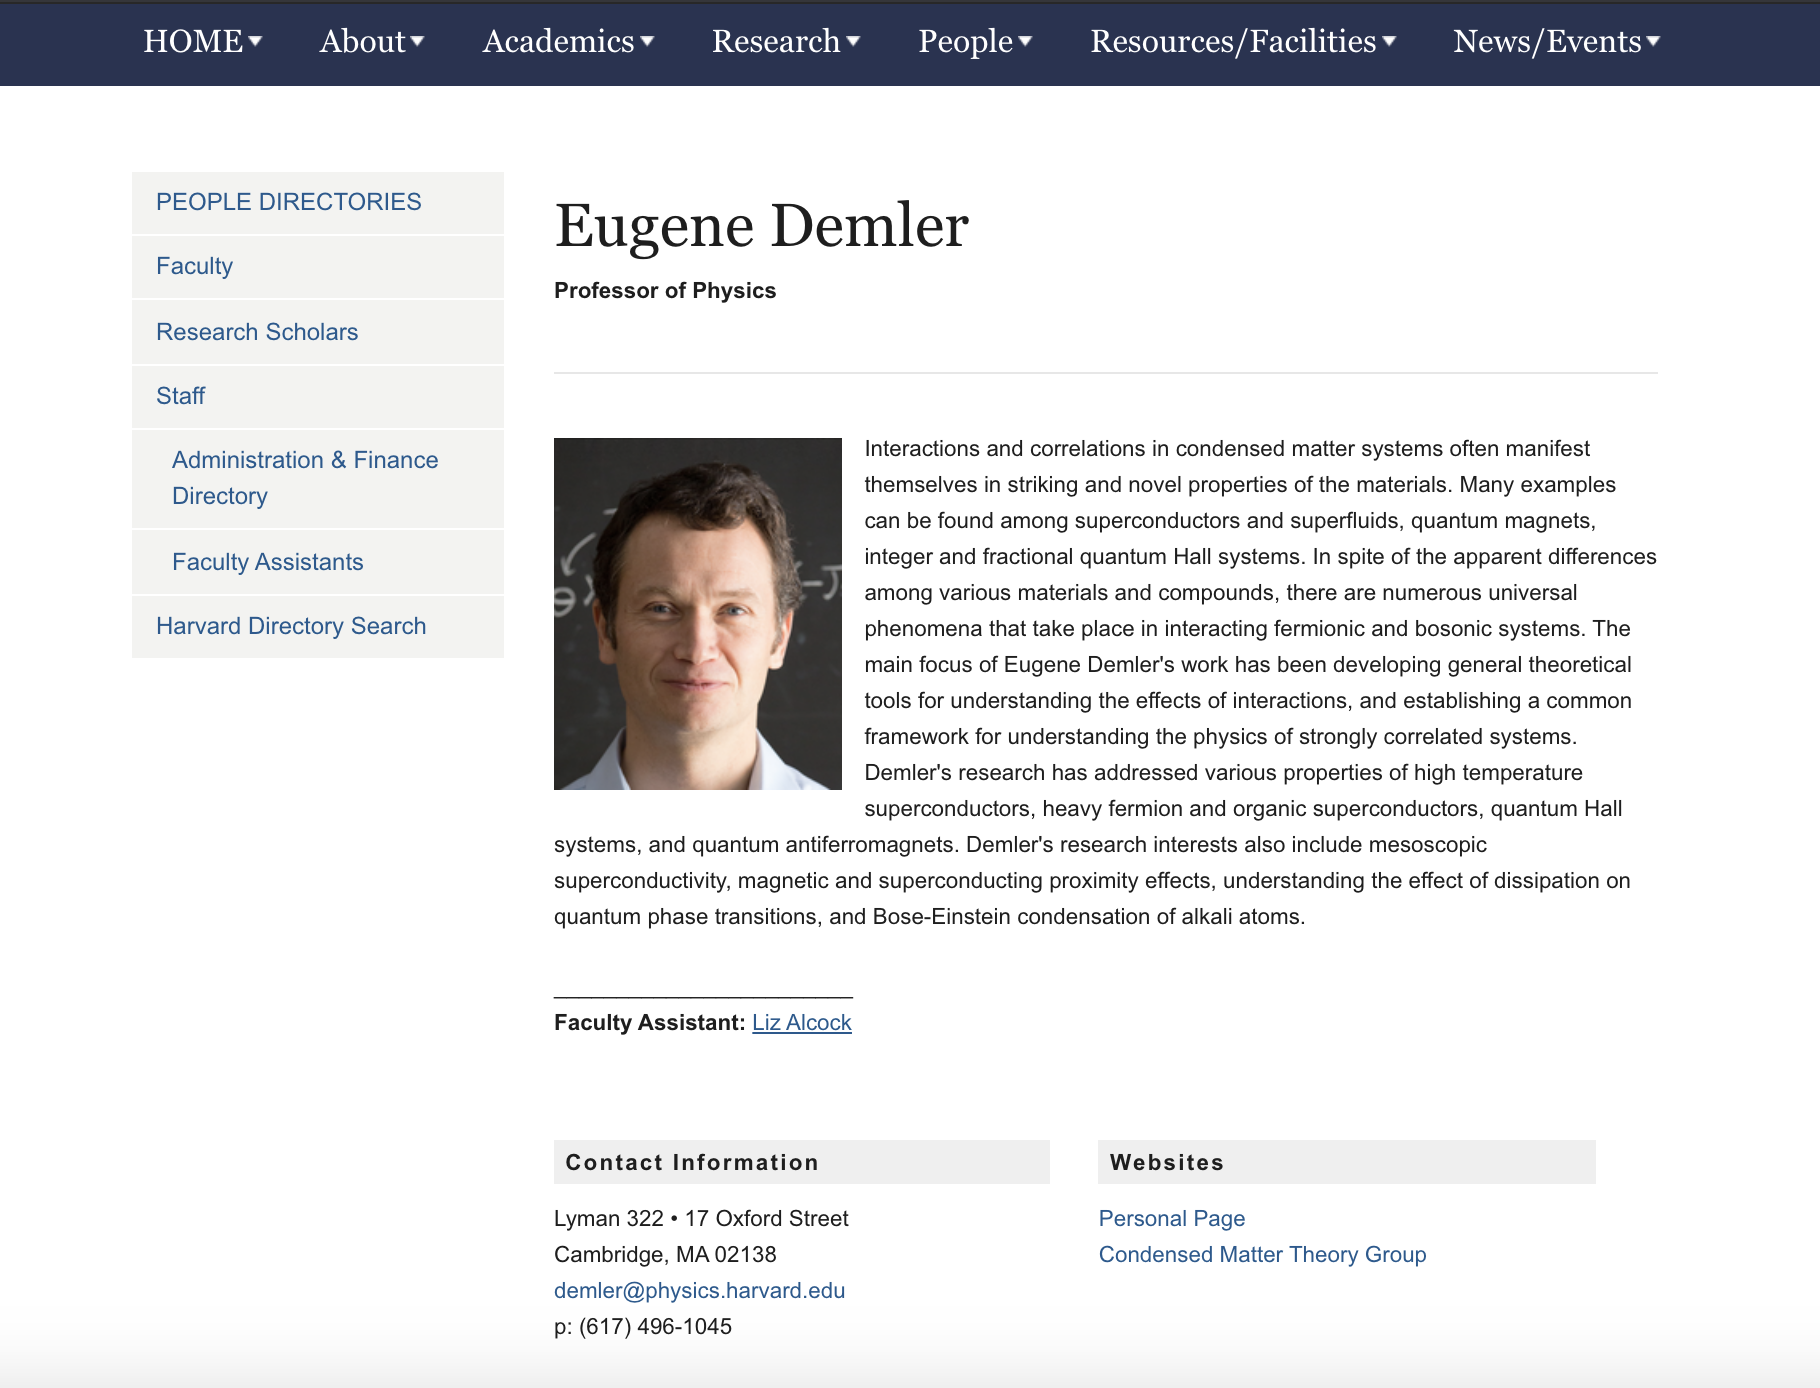 HOME
About
Academics
Research
People
Resources/Facilities
News/Events
PEOPLE DIRECTORIES
Faculty
Research Scholars
Staff
Administration & Finance
Directory
Faculty Assistants
Harvard Directory Search
Eugene Demler
Professor of Physics
Interactions and correlations in condensed matter systems often manifest
themselves in striking and novel properties of the materials. Many examples
can be found among superconductors and superfluids, quantum magnets,
integer and fractional quantum Hall systems. In spite of the apparent differences
among various materials and compounds, there are numerous universal
phenomena that take place in interacting fermionic and bosonic systems. The
main focus of Eugene Demler's work has been developing general theoretical
tools for understanding the effects of interactions, and establishing a common
framework for understanding the physics of strongly correlated systems.
Demler's research has addressed various properties of high temperature
superconductors, heavy fermion and organic superconductors, quantum Hall
systems, and quantum antiferromagnets. Demler's research interests also include mesoscopic
superconductivity, magnetic and superconducting proximity effects, understanding the effect of dissipation on
quantum phase transitions, and Bose-Einstein condensation of alkali atoms.
Faculty Assistant: Liz Alcock
Contact Information
Lyman 322 • 17 Oxford Street
Cambridge, MA 02138
demler@physics.harvard.edu
p: (617) 496-1045
Websites
Personal Page
Condensed Matter Theory Group